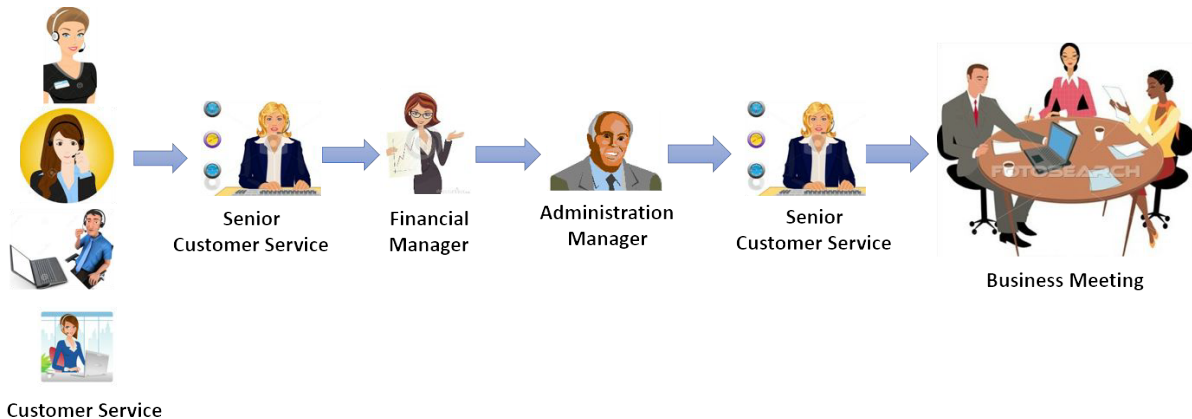 Senior
Customer Service
Financial
Manager
Administration
Manager
Senior
Customer Service
FOTOSEARCH
Business Meeting
Customer Service